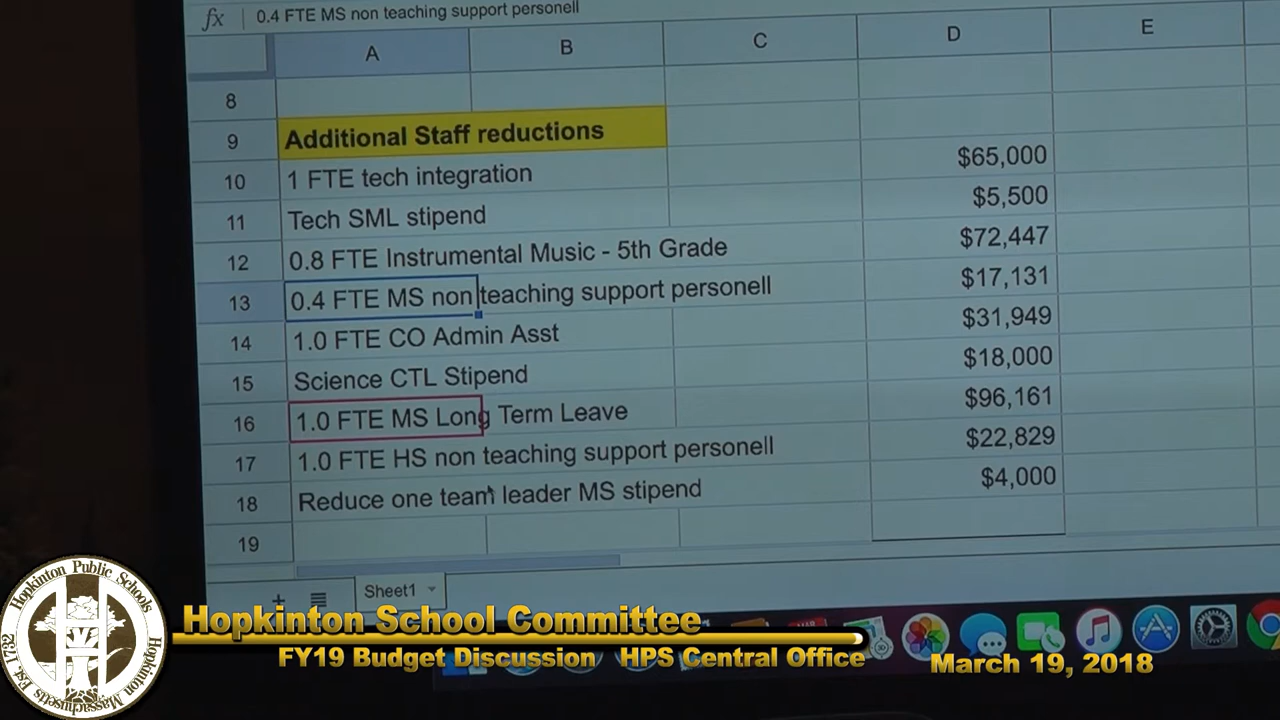 fx 0.4 FTE MS non teaching support personell
A B C D E
8
9 Additional Staff reductions
10 1 FTE tech integration $65,000
11 Tech SML stipend $5,500
12 0.8 FTE Instrumental Music - 5th Grade $72,447
13 0.4 FTE MS non teaching support personell $17,131
14 1.0 FTE CO Admin Asst $31,949
15 Science CTL Stipend $18,000
16 1.0 FTE MS Long Term Leave $96,161
17 1.0 FTE HS non teaching support personell $22,829
18 Reduce one team leader MS stipend $4,000
19
+ Sheet1
Hopkinton Public Schools
Hopkinton, Massachusetts Est. 1732
H
Hopkinton School Committee
FY19 Budget Discussion HPS Central Office
March 19, 2018